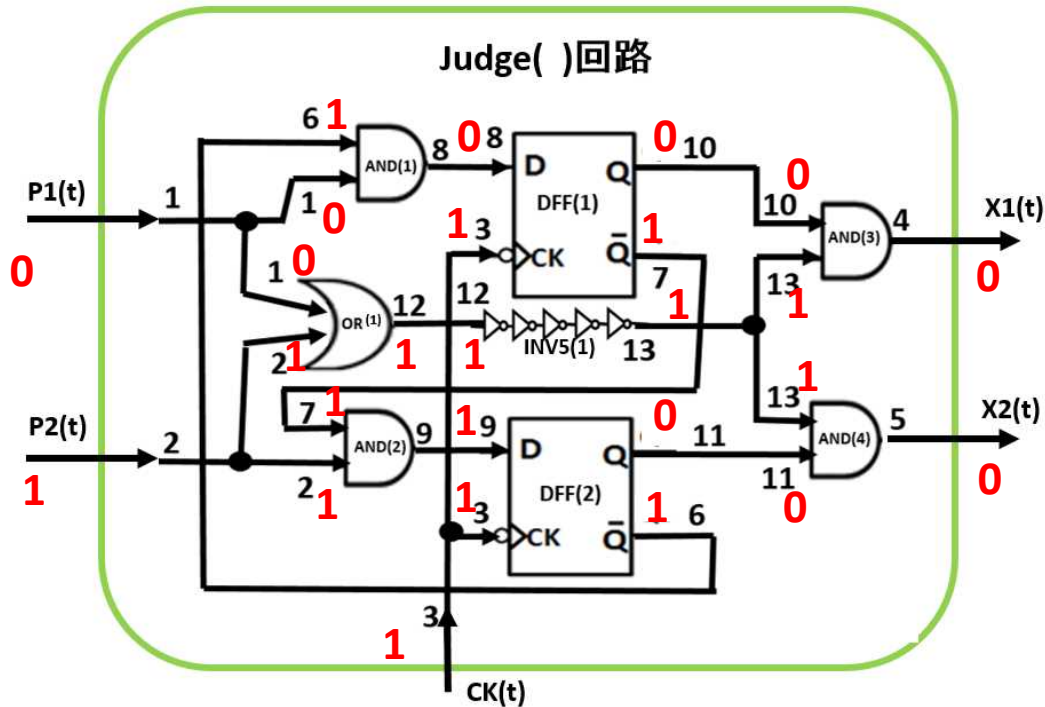 Judge( )回路
6 1
AND(1)
8 0 8
D
Q
0 10
DFF(1)
P1(t)
1
1 0
0
1 3
CK
Q̅
1
7
0
10
AND(3)
4
X1(t)
0
1 0
OR(1)
12
1
12
1
INV5(1)
13
1
13
1
2 1
7 1
AND(2)
9 1 9
D
Q
0
11
DFF(2)
1
13
AND(4)
5
X2(t)
0
11
0
P2(t)
2
1
2 1
1
3
CK
Q̅
1 6
3
1
CK(t)